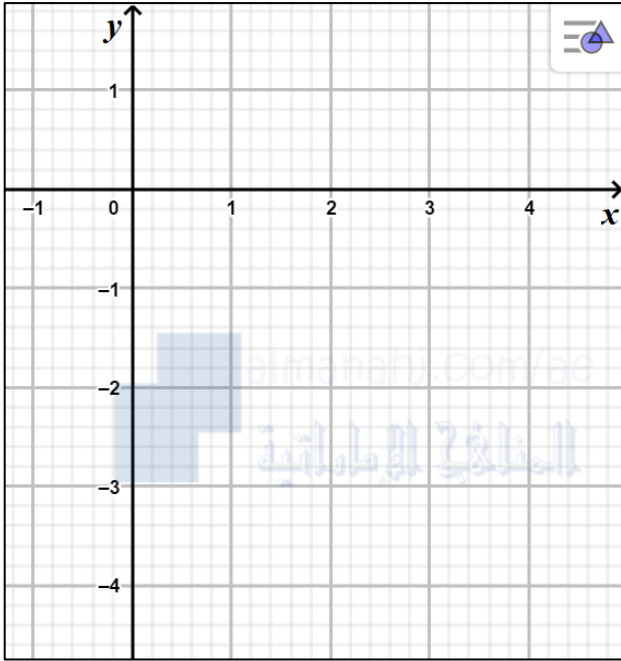 y
1
–1 0 1 2 3 4
x
–1
almanahj.com/ae
–2
المناهج الإماراتية
–3
–4